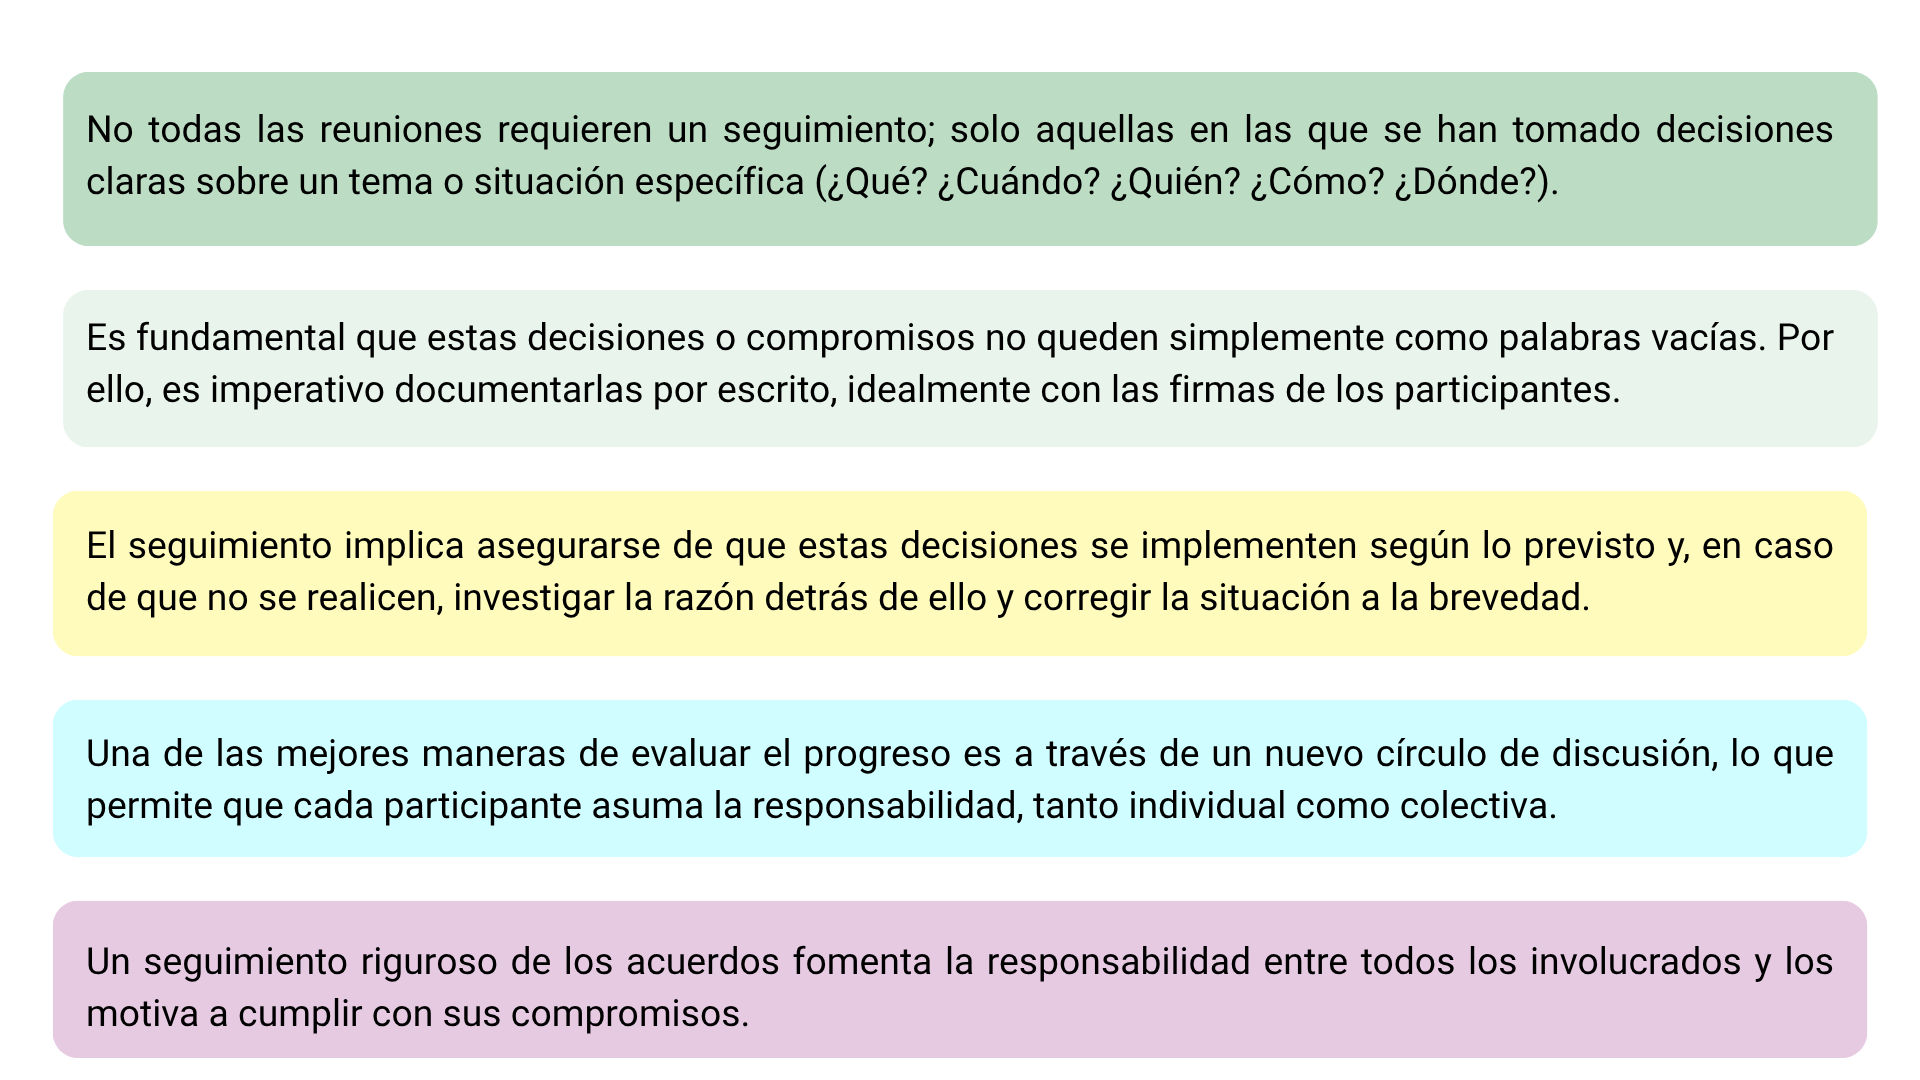 No todas las reuniones requieren un seguimiento; solo aquellas en las que se han tomado decisiones
claras sobre un tema o situación específica (¿Qué? ¿Cuándo? ¿Quién? ¿Cómo? ¿Dónde?).
Es fundamental que estas decisiones o compromisos no queden simplemente como palabras vacías. Por
ello, es imperativo documentarlas por escrito, idealmente con las firmas de los participantes.
El seguimiento implica asegurarse de que estas decisiones se implementen según lo previsto y, en caso
de que no se realicen, investigar la razón detrás de ello y corregir la situación a la brevedad.
Una de las mejores maneras de evaluar el progreso es a través de un nuevo círculo de discusión, lo que
permite que cada participante asuma la responsabilidad, tanto individual como colectiva.
Un seguimiento riguroso de los acuerdos fomenta la responsabilidad entre todos los involucrados y los
motiva a cumplir con sus compromisos.